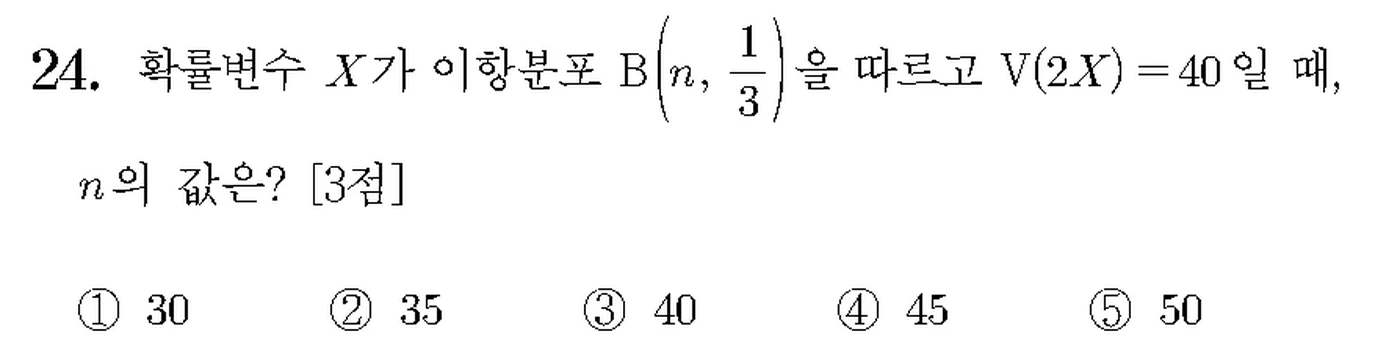 24. 확률변수 X가 이항분포 B(n, 1/3)을 따르고 V(2X)=40일 때,
n의 값은? [3점]
① 30 ② 35 ③ 40 ④ 45 ⑤ 50